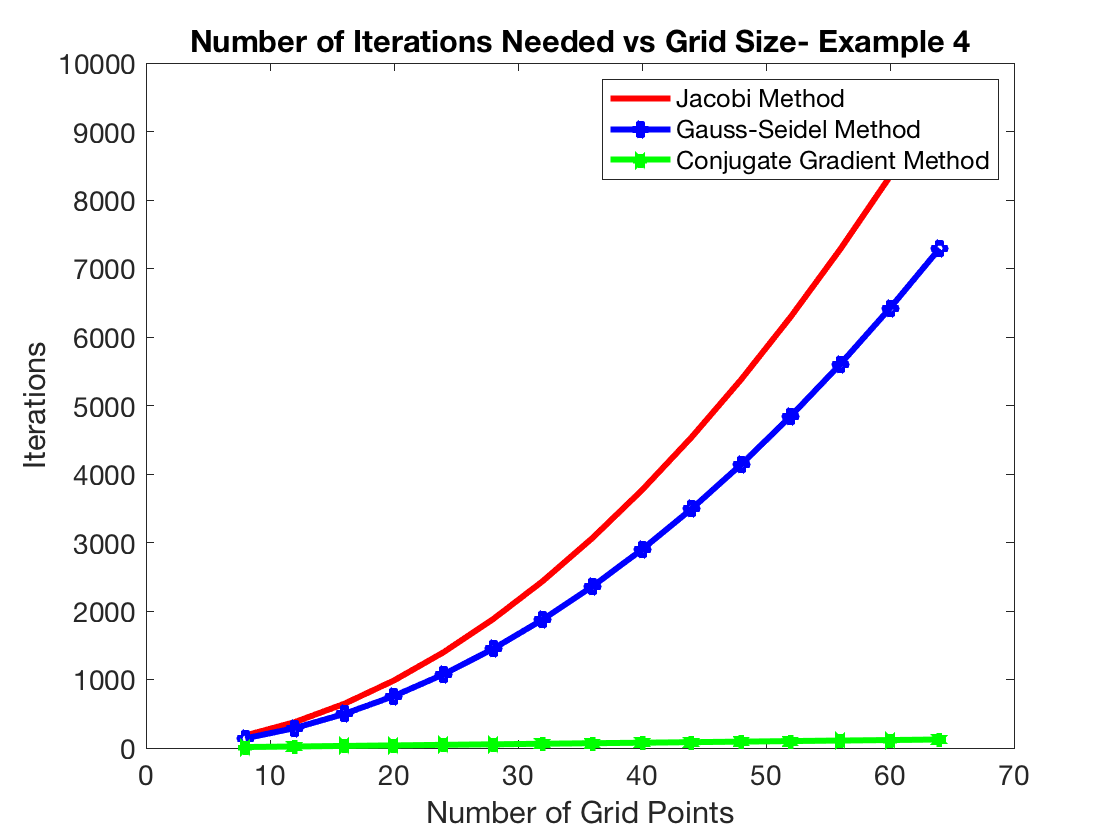 Number of Iterations Needed vs Grid Size- Example 4
10000
9000
8000
7000
6000
5000
4000
3000
2000
1000
0
Iterations
Jacobi Method
Gauss-Seidel Method
Conjugate Gradient Method
0 10 20 30 40 50 60 70
Number of Grid Points